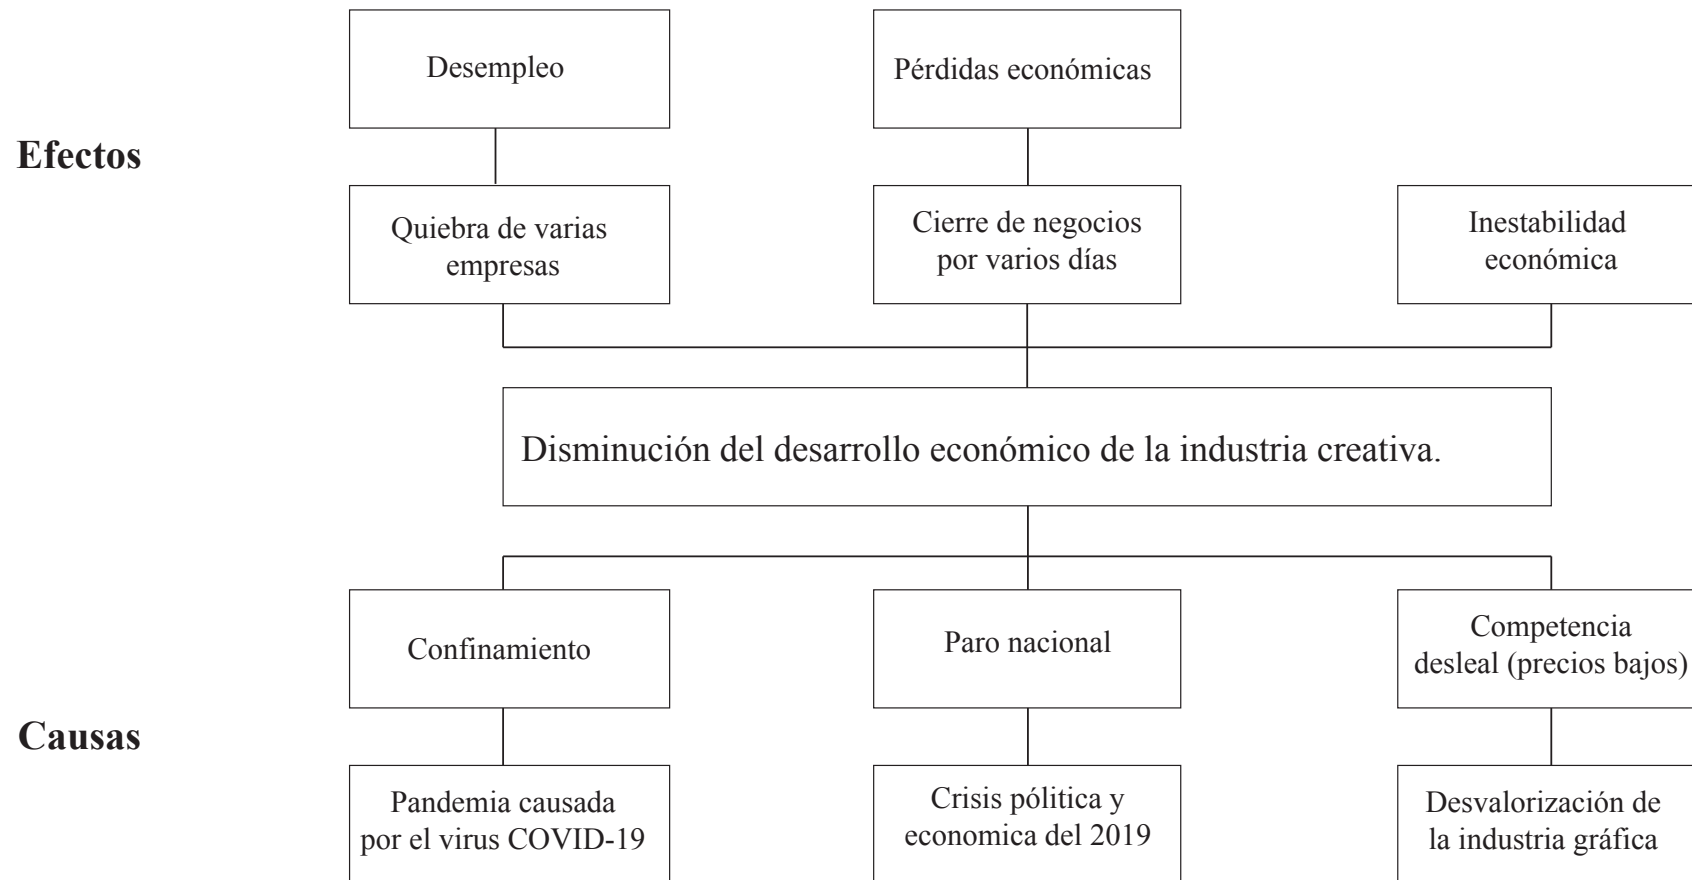 Desempleo
Pérdidas económicas
Efectos
Quiebra de varias
empresas
Cierre de negocios
por varios días
Inestabilidad
económica
Disminución del desarrollo económico de la industria creativa.
Confinamiento
Paro nacional
Competencia
desleal (precios bajos)
Causas
Pandemia causada
por el virus COVID-19
Crisis pólitica y
economica del 2019
Desvalorización de
la industria gráfica